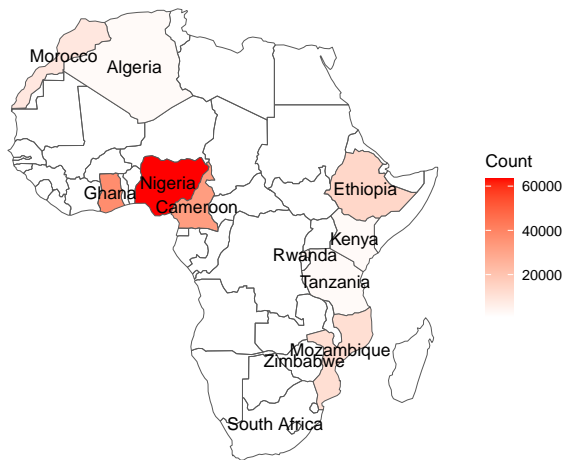 Morocco
Algeria
Count
60000
40000
20000
Nigeria
Ghana
Ethiopia
Cameroon
Kenya
Rwanda
Tanzania
Mozambique
Zimbabwe
South Africa